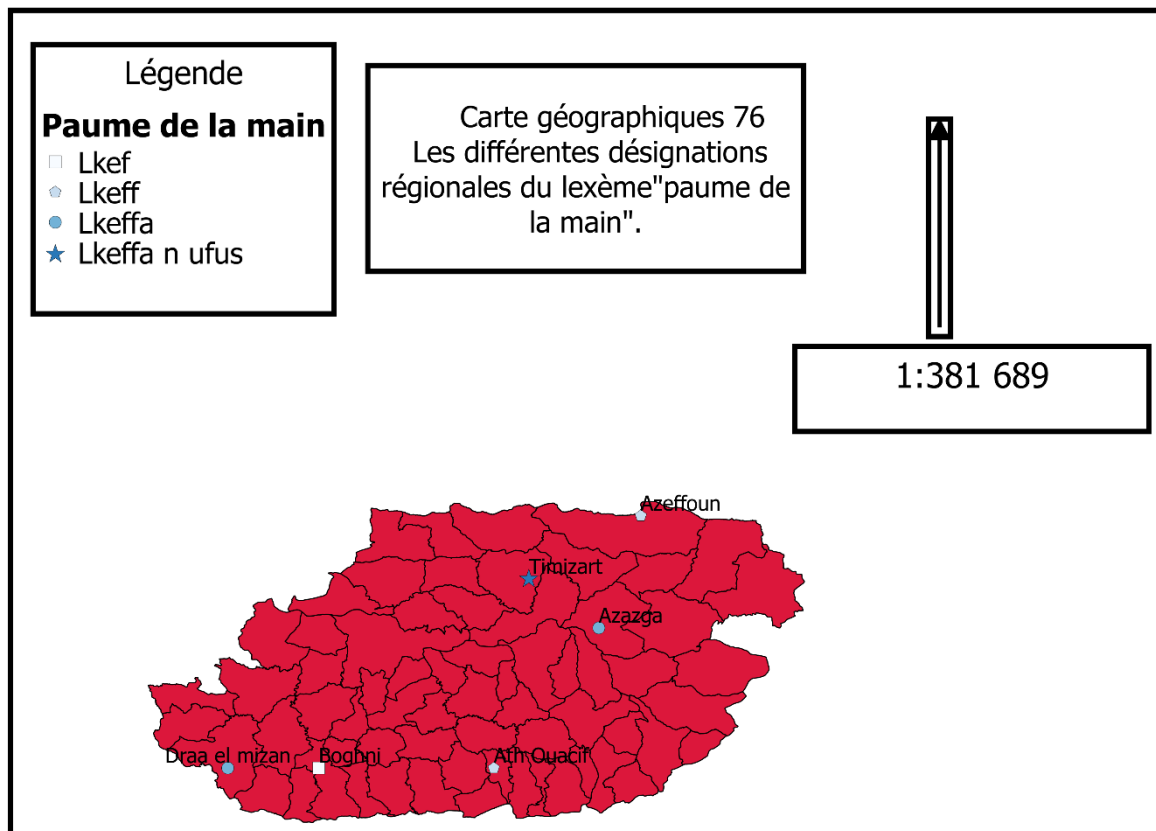 Légende
Paume de la main
Lkef
Lkeff
Lkeffa
Lkeffa n ufus
Carte géographiques 76
Les différentes désignations
régionales du lexème"paume de
la main".
1:381 689
Azeffoun
Timizart
Azazga
Draa el mizan
Boghni
Ath Ouacif